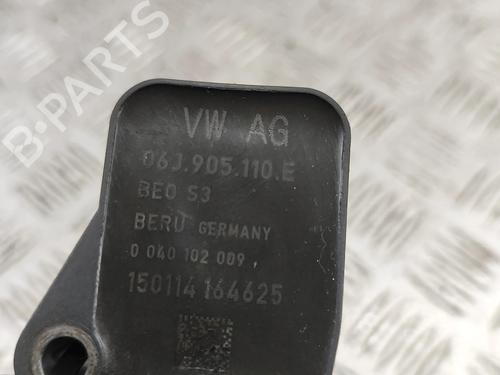 B-PARTS
VW AG
06J.905.110.E
BEO S3
BERU GERMANY
0 040 102 009
150114 164625